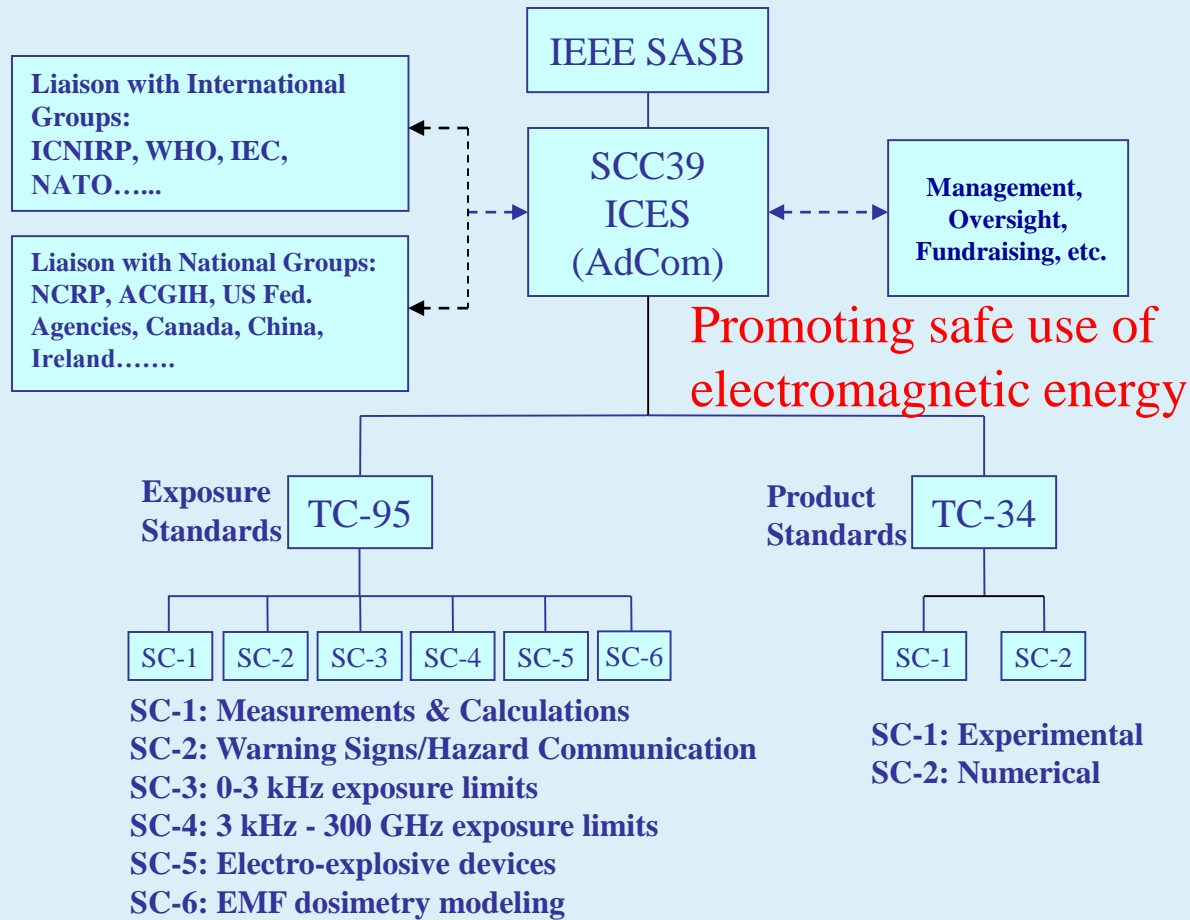 IEEE SASB
Liaison with International
Groups:
ICNIRP, WHO, IEC,
NATO…...
SCC39
ICES
(AdCom)
Management,
Oversight,
Fundraising, etc.
Liaison with National Groups:
NCRP, ACGIH, US Fed.
Agencies, Canada, China,
Ireland…….
Promoting safe use of
electromagnetic energy
Exposure
Standards
TC-95
Product
Standards
TC-34
SC-1
SC-2
SC-3
SC-4
SC-5
SC-6
SC-1
SC-2
SC-1: Measurements & Calculations
SC-2: Warning Signs/Hazard Communication
SC-3: 0-3 kHz exposure limits
SC-4: 3 kHz - 300 GHz exposure limits
SC-5: Electro-explosive devices
SC-6: EMF dosimetry modeling
SC-1: Experimental
SC-2: Numerical